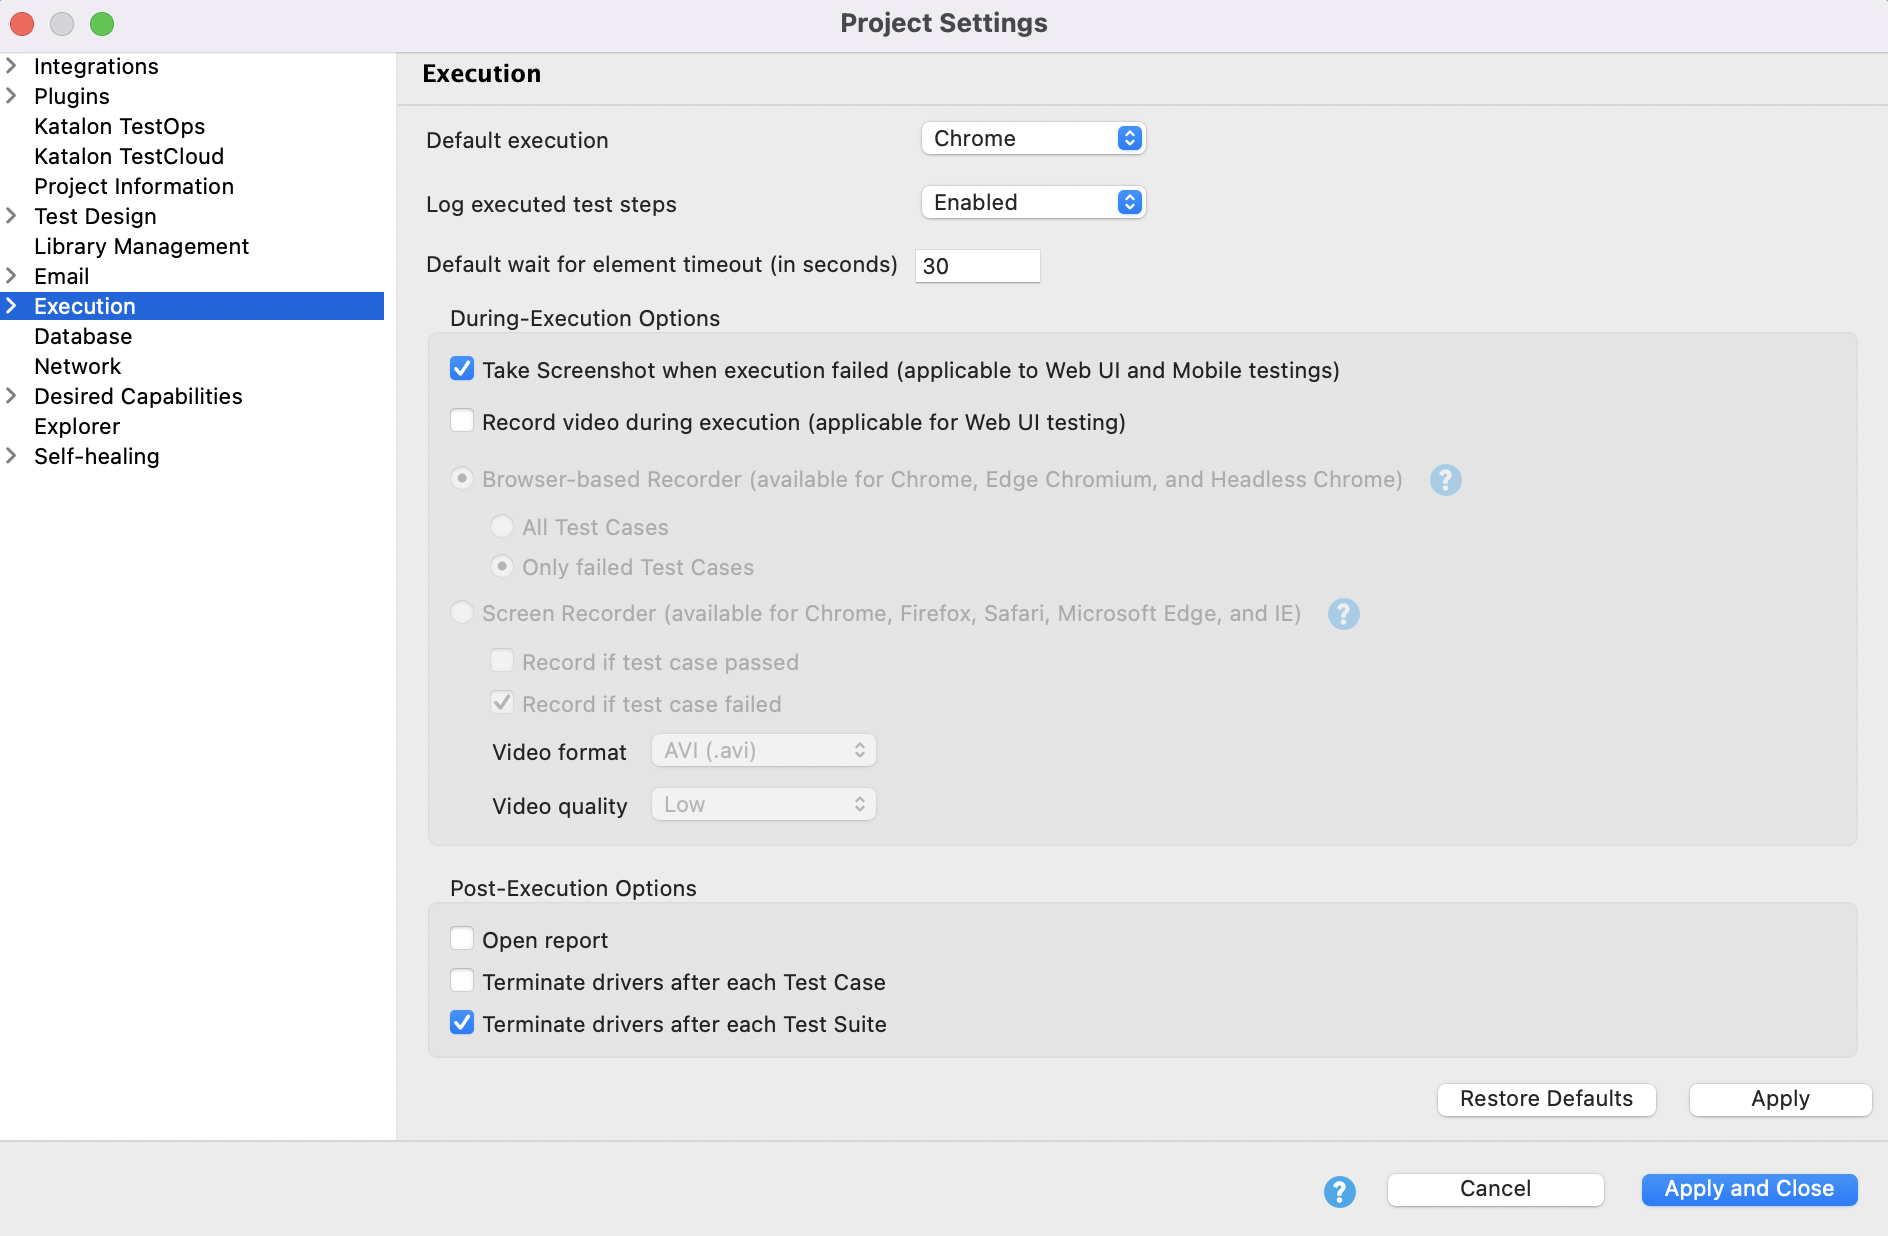 Project Settings
Integrations
Plugins
Katalon TestOps
Katalon TestCloud
Project Information
Test Design
Library Management
Email
Execution
Database
Network
Desired Capabilities
Explorer
Self-healing
Execution
Default execution Chrome
Log executed test steps Enabled
Default wait for element timeout (in seconds) 30
During-Execution Options
Take Screenshot when execution failed (applicable to Web UI and Mobile testings)
Record video during execution (applicable for Web UI testing)
Browser-based Recorder (available for Chrome, Edge Chromium, and Headless Chrome) ?
All Test Cases
Only failed Test Cases
Screen Recorder (available for Chrome, Firefox, Safari, Microsoft Edge, and IE) ?
Record if test case passed
Record if test case failed
Video format AVI (.avi)
Video quality Low
Post-Execution Options
Open report
Terminate drivers after each Test Case
Terminate drivers after each Test Suite
Restore Defaults Apply
? Cancel Apply and Close